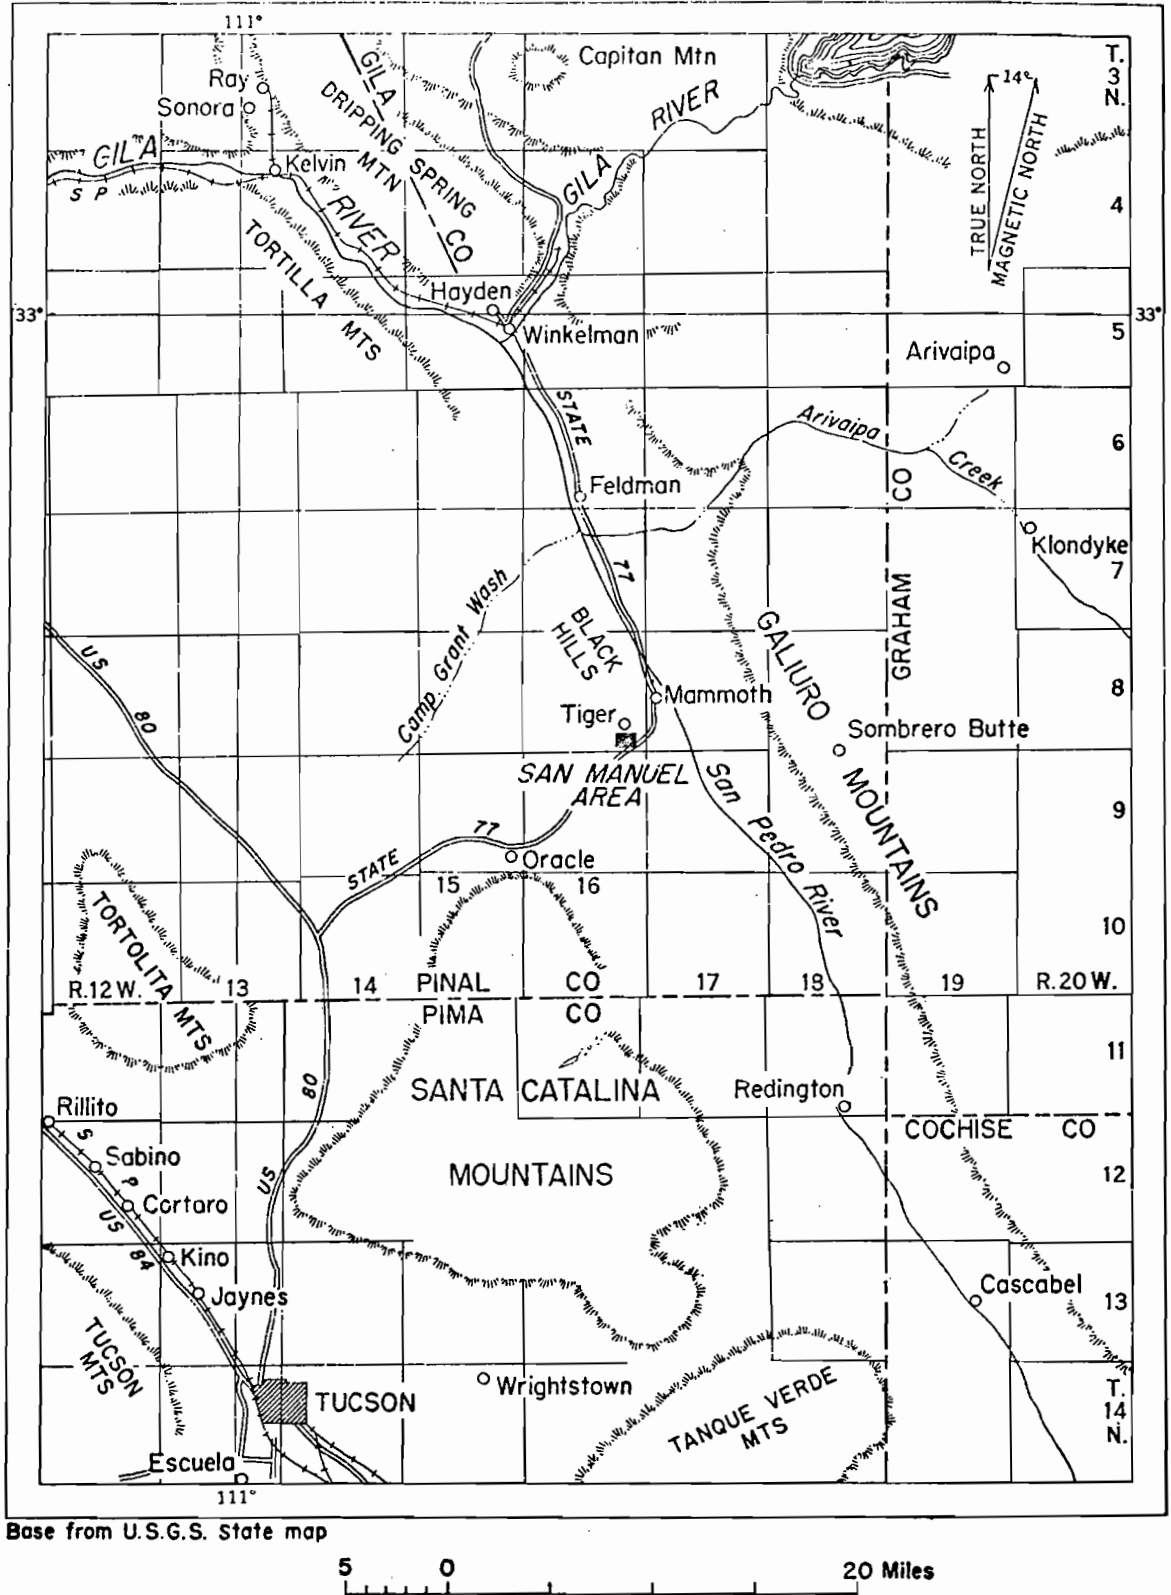 111°
Capitan Mtn
T.
3
N.
Ray
Sonora
GILA
DRIPPING SPRING
MTN
CO
RIVER
GILA
14°
TRUE NORTH
MAGNETIC NORTH
GILA
Kelvin
S P
RIVER
4
TORTILLA
MTS
Hayden
33°
33°
Winkelman
5
Arivaipa
STATE
Arivaipa
Creek
6
Feldman
CO
Klondyke
7
77
Camp Grant Wash
BLACK
HILLS
GRAHAM
US
80
GALIURO
MOUNTAINS
8
Mammoth
Tiger
Sombrero Butte
SAN MANUEL
AREA
San Pedro River
9
77
STATE
Oracle
15
16
TORTOLITA MTS
10
R.12 W.
13
14
PINAL CO
17
18
19
R.20 W.
PIMA CO
11
SANTA CATALINA
80
Redington
Rillito
COCHISE CO
S
Sabino
MOUNTAINS
12
P
US
Cortaro
US
84
Kino
Jaynes
Cascabel
13
TUCSON
MTS
Wrightstown
TUCSON
TANQUE VERDE
MTS
T.
14
N.
Escuela
111°
Base from U.S.G.S. State map
5 0 20 Miles